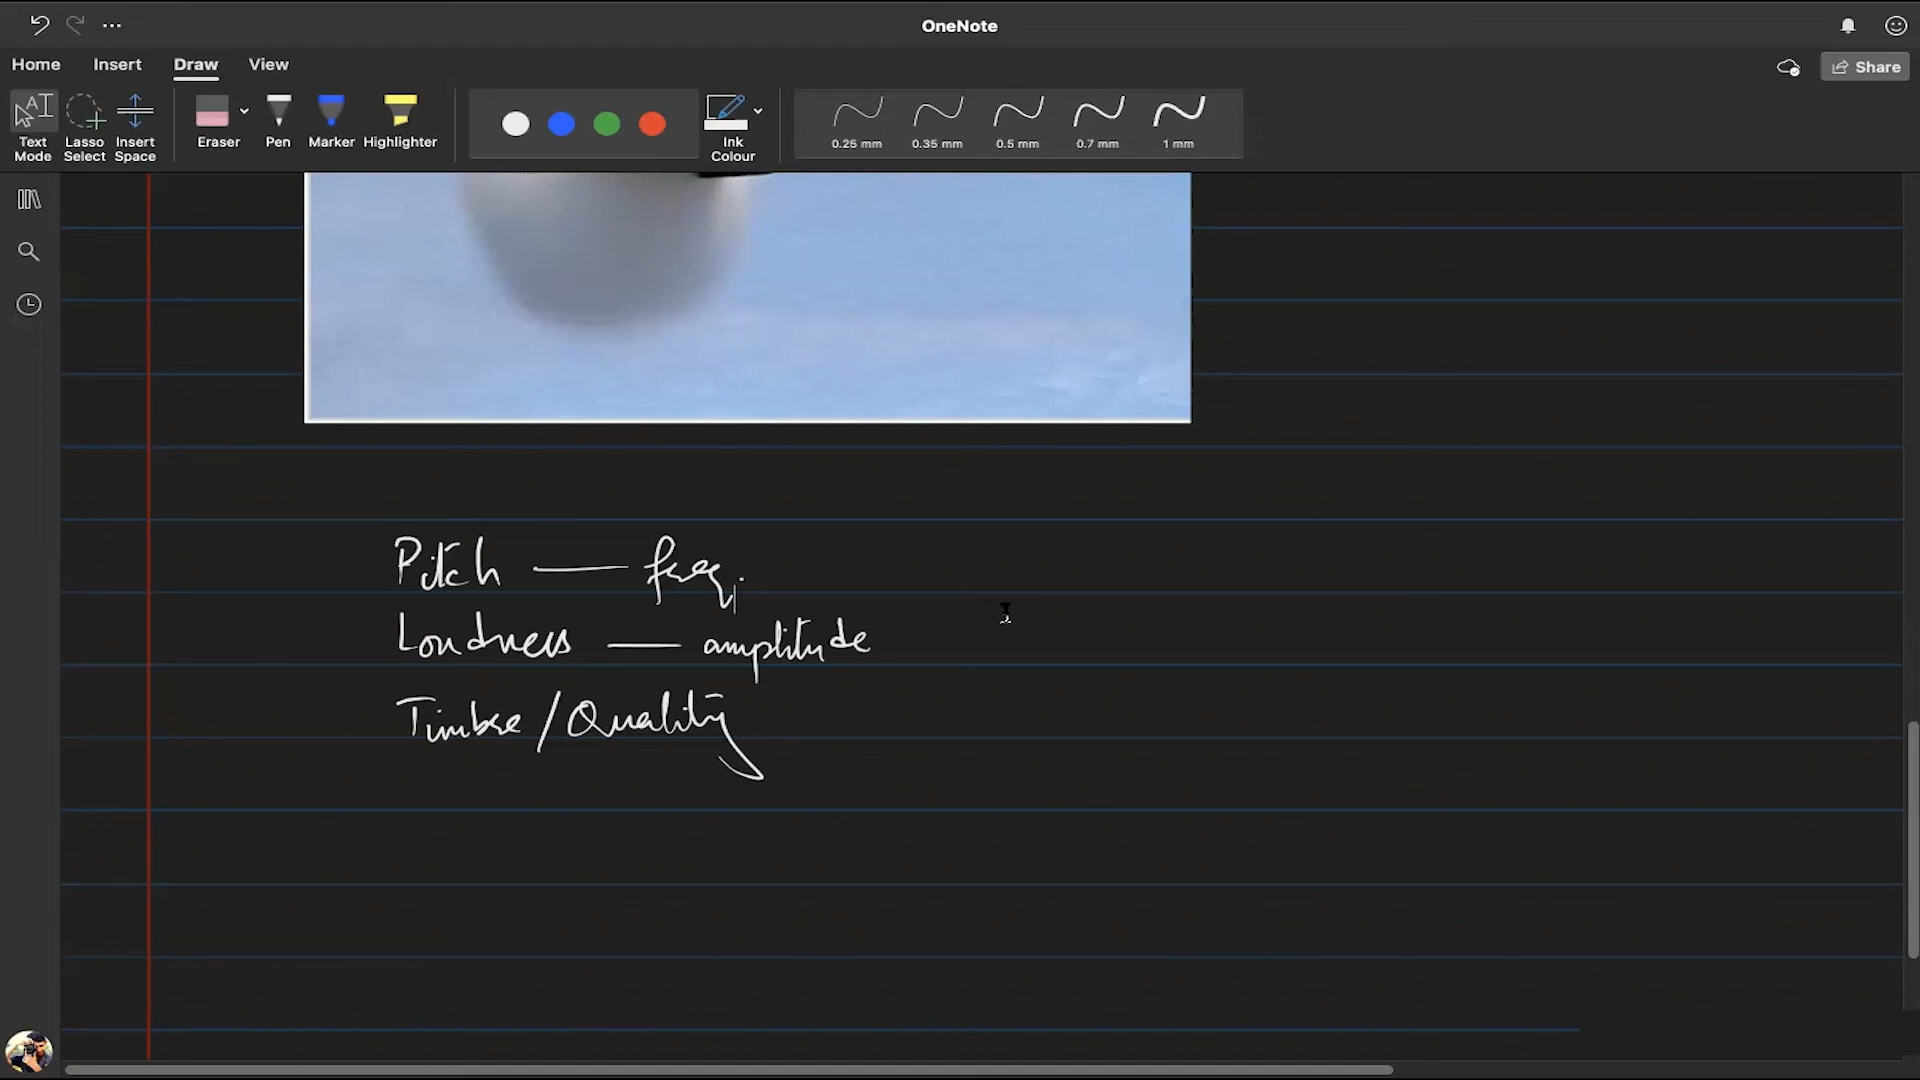 OneNote
Home Insert Draw View
Share
Text Mode
Lasso Select
Insert Space
Eraser
Pen
Marker
Highlighter
Ink Colour
0.25 mm
0.35 mm
0.5 mm
0.7 mm
1 mm
Pitch — freq.
Loudness — amplitude
Timbre / Quality